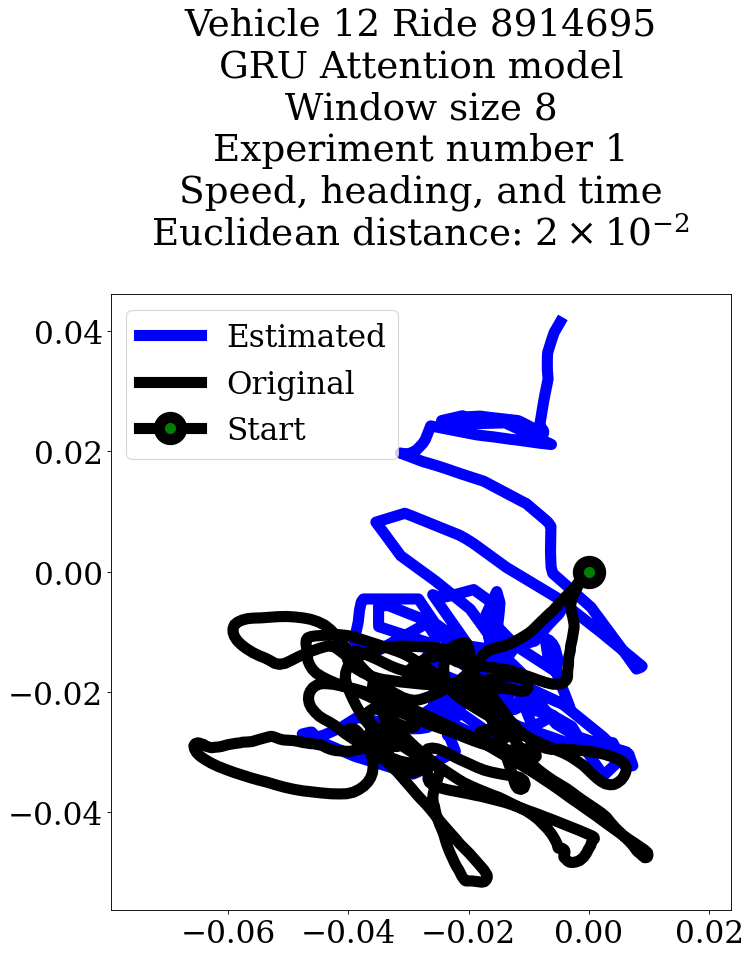 Vehicle 12 Ride 8914695
GRU Attention model
Window size 8
Experiment number 1
Speed, heading, and time
Euclidean distance: 2 × 10⁻²
Estimated
Original
Start
0.04
0.02
0.00
−0.02
−0.04
−0.06 −0.04 −0.02 0.00 0.02